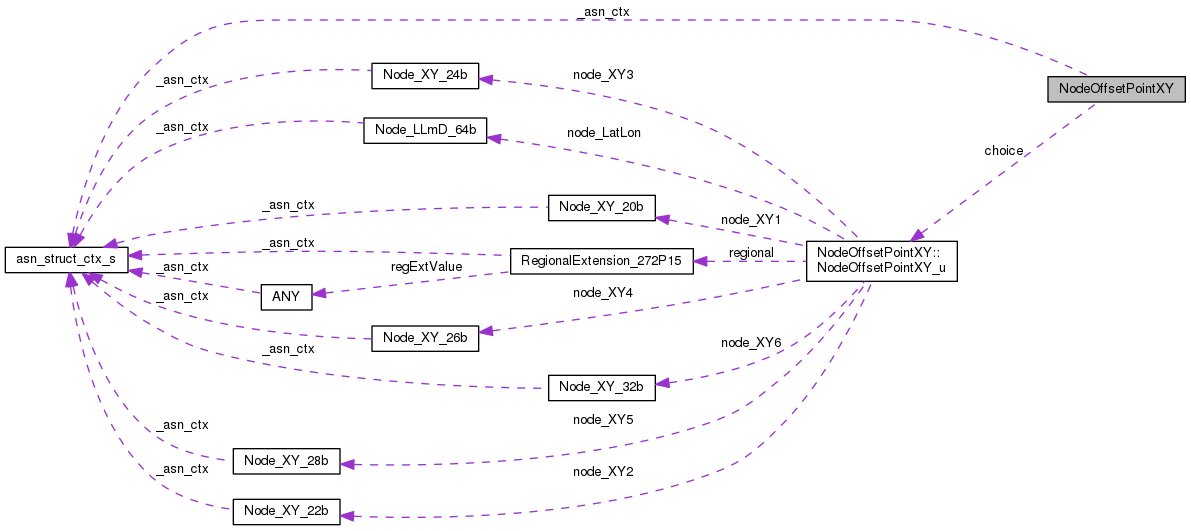 _asn_ctx
Node_XY_24b
node_XY3
_asn_ctx
NodeOffsetPointXY
Node_LLmD_64b
node_LatLon
_asn_ctx
choice
Node_XY_20b
_asn_ctx
node_XY1
asn_struct_ctx_s
_asn_ctx
RegionalExtension_272P15
regional
NodeOffsetPointXY::
NodeOffsetPointXY_u
_asn_ctx
regExtValue
ANY
_asn_ctx
node_XY4
Node_XY_26b
_asn_ctx
node_XY6
Node_XY_32b
_asn_ctx
node_XY5
Node_XY_28b
_asn_ctx
node_XY2
Node_XY_22b